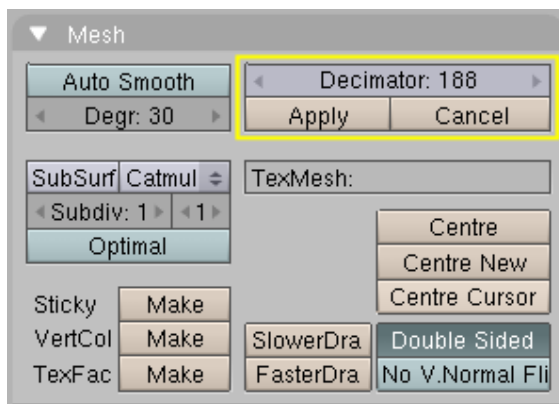 Mesh
Auto Smooth
Degr: 30
Decimator: 188
Apply Cancel
SubSurf Catmul
Subdiv: 1 1
Optimal
TexMesh:
Centre
Centre New
Centre Cursor
Sticky Make
VertCol Make
TexFac Make
SlowerDra Double Sided
FasterDra No V.Normal Fli